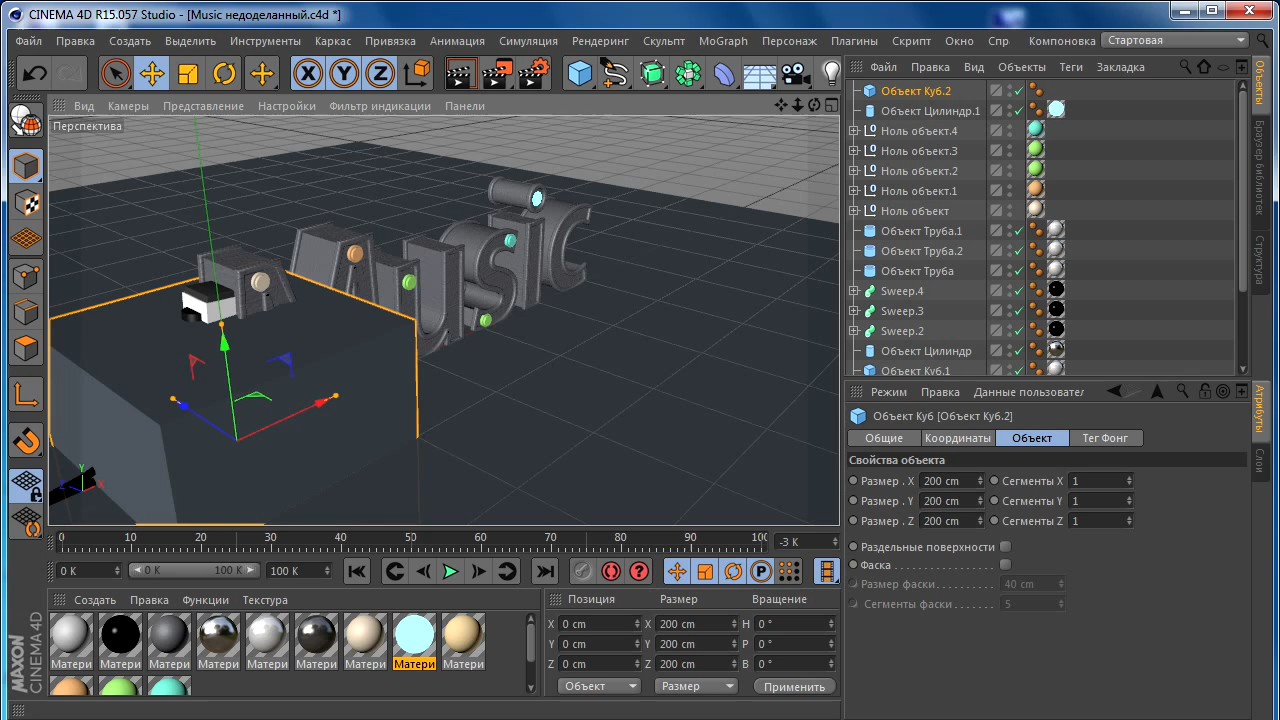 CINEMA 4D R15.057 Studio - [Music недоделанный.c4d *]
Файл Правка Создать Выделить Инструменты Каркас Привязка Анимация Симуляция Рендеринг Скульпт MoGraph Персонаж Плагины Скрипт Окно Спр Компоновка Стартовая
Файл Правка Вид Объекты Теги Закладка
Вид Камеры Представление Настройки Фильтр индикации Панели
Перспектива
MUSIC
Y
Z X
Объект Куб.2
Объект Цилиндр.1
Ноль объект.4
Ноль объект.3
Ноль объект.2
Ноль объект.1
Ноль объект
Объект Труба.1
Объект Труба.2
Объект Труба
Sweep.4
Sweep.3
Sweep.2
Объект Цилиндр
Объект Куб.1
Объекты
Браузер библиотек
Структура
Режим Правка Данные пользовател
Объект Куб [Объект Куб.2]
Общие Координаты Объект Тег Фонг
Свойства объекта
Размер . X 200 cm Сегменты X 1
Размер . Y 200 cm Сегменты Y 1
Размер . Z 200 cm Сегменты Z 1
Раздельные поверхности
Фаска
Размер фаски 40 cm
Сегменты фаски 5
Атрибуты
Слои
0 10 20 30 40 50 60 70 80 90 100 -3 K
0 K 0 K 100 K 100 K
Создать Правка Функции Текстура
Матери Матери Матери Матери Матери Матери Матери Матери Матери
Позиция Размер Вращение
X 0 cm X 200 cm H 0 °
Y 0 cm Y 200 cm P 0 °
Z 0 cm Z 200 cm B 0 °
Объект Размер Применить
MAXON
CINEMA 4D